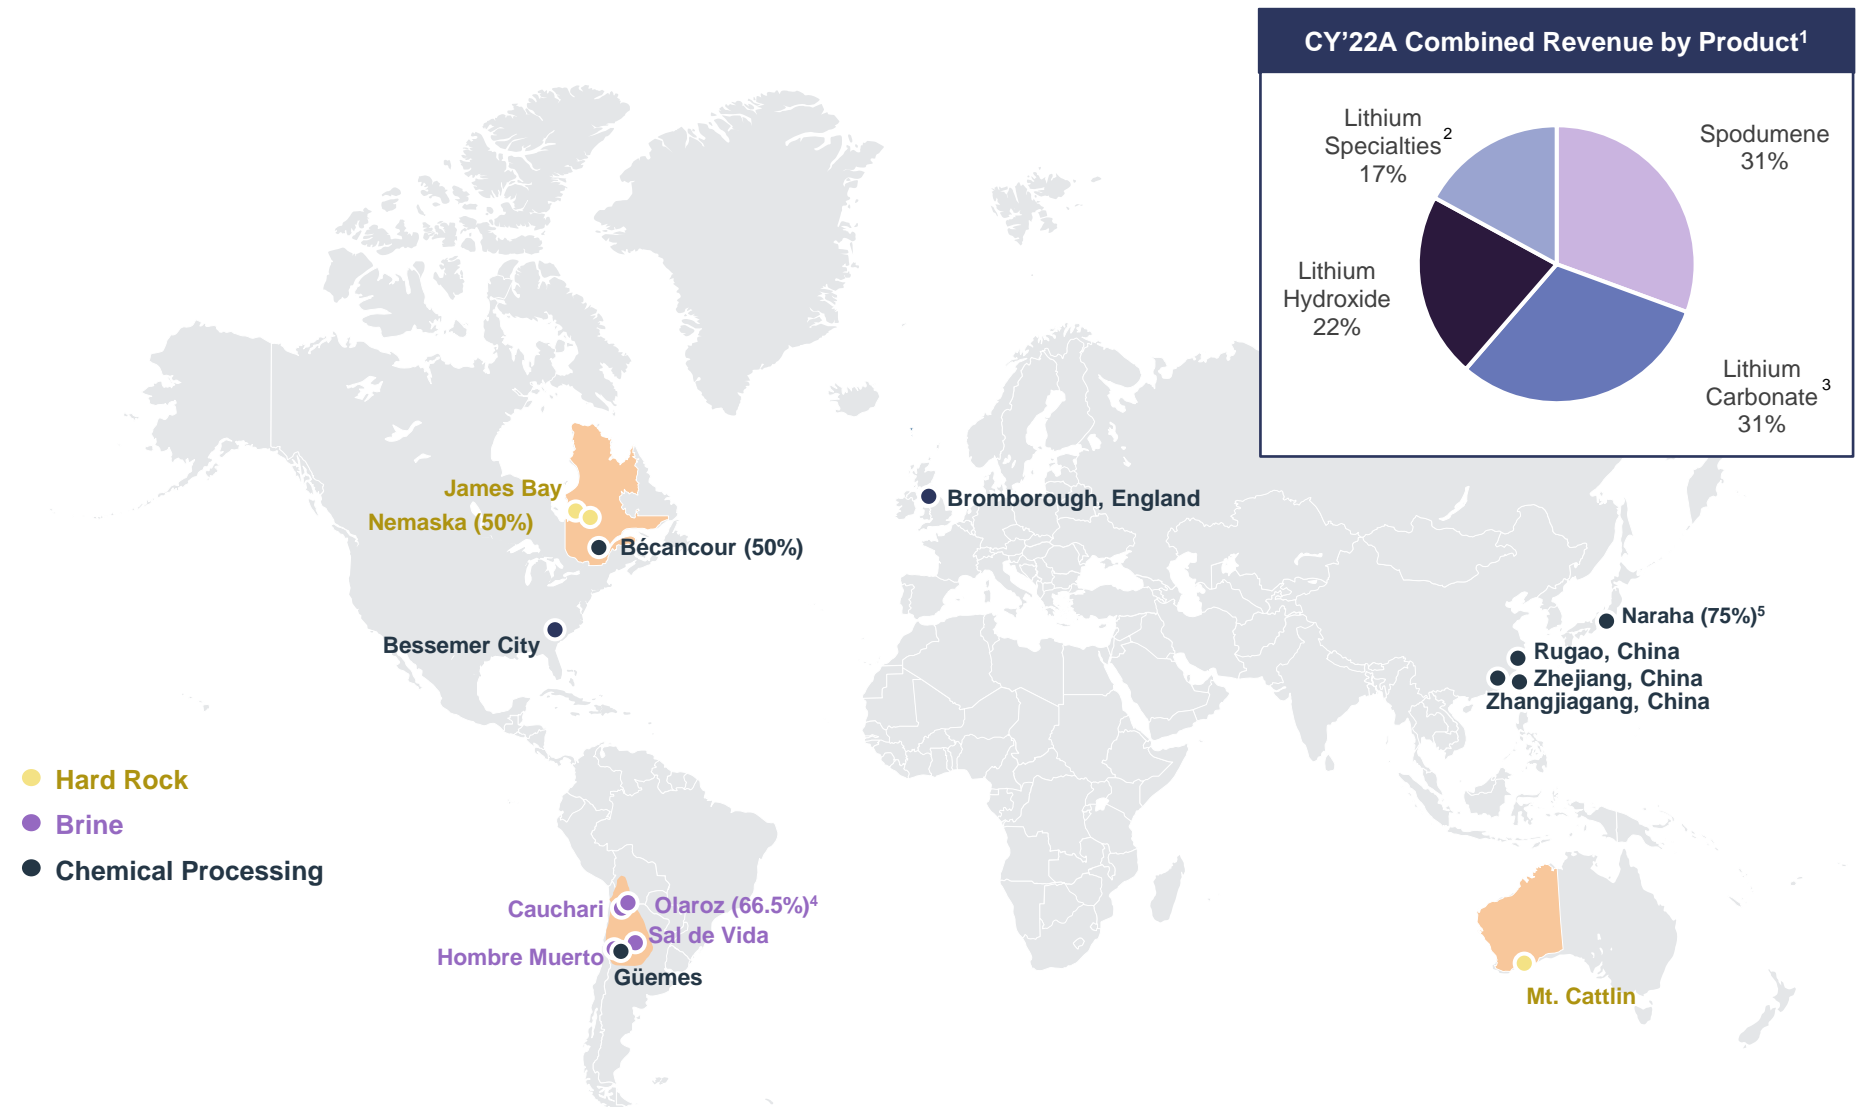 CY’22A Combined Revenue by Product¹
Lithium
Specialties²
17%
Spodumene
31%
Lithium
Hydroxide
22%
Lithium
Carbonate³
31%
James Bay
Nemaska (50%)
Bécancour (50%)
Bessemer City
Bromborough, England
Naraha (75%)⁵
Rugao, China
Zhejiang, China
Zhangjiagang, China
Hard Rock
Brine
Chemical Processing
Cauchari
Olaroz (66.5%)⁴
Sal de Vida
Hombre Muerto
Güemes
Mt. Cattlin